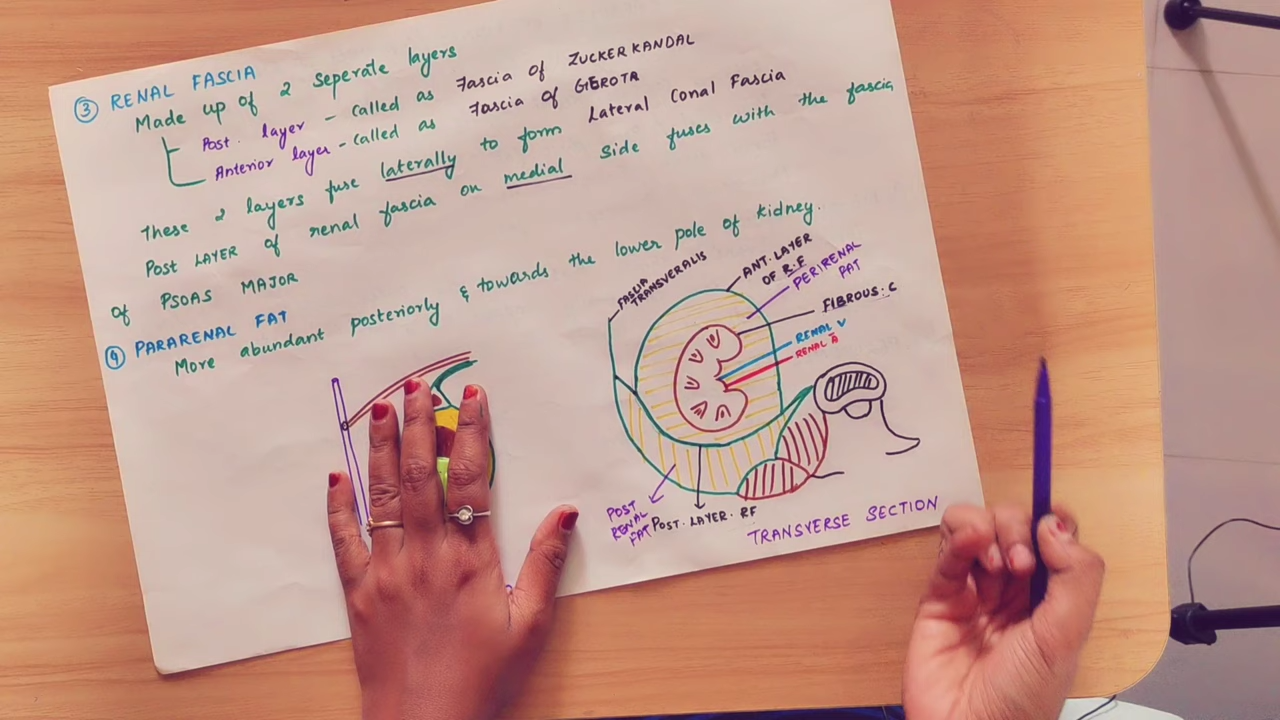 ③ RENAL FASCIA
Made up of 2 seperate layers
Post. layer - called as Fascia of ZUCKERKANDAL
Anterior layer - called as Fascia of GEROTA
These 2 layers fuse laterally to form Lateral Conal Fascia
Post LAYER of renal fascia on medial side fuses with the fascia
of PSOAS MAJOR
④ PARARENAL FAT
More abundant posteriorly & towards the lower pole of kidney.
FASCIA
TRANSVERALIS
ANT. LAYER
OF R.F
PERIRENAL
FAT
FIBROUS. C
RENAL V
RENAL A
POST
RENAL
FAT
POST. LAYER. RF
TRANSVERSE SECTION